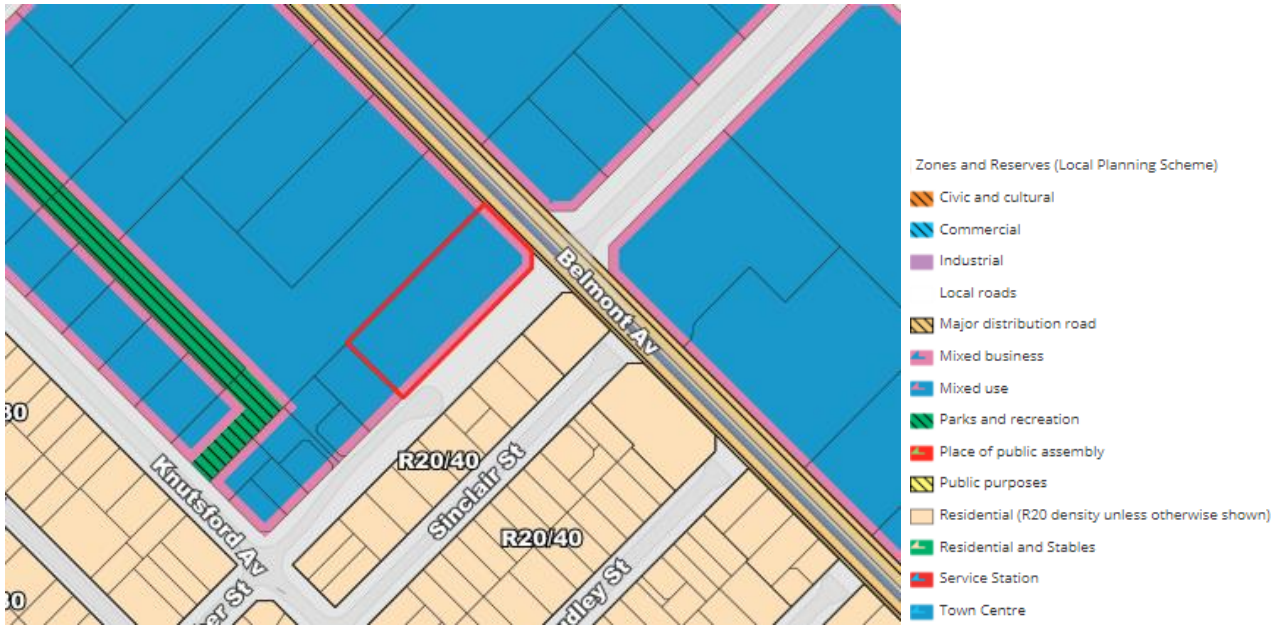 Belmont Av
30
R20/40
Sinclair St
Knutsford Av
R20/40
30
Zones and Reserves (Local Planning Scheme)
Civic and cultural
Commercial
Industrial
Local roads
Major distribution road
Mixed business
Mixed use
Parks and recreation
Place of public assembly
Public purposes
Residential (R20 density unless otherwise shown)
Residential and Stables
Service Station
Town Centre